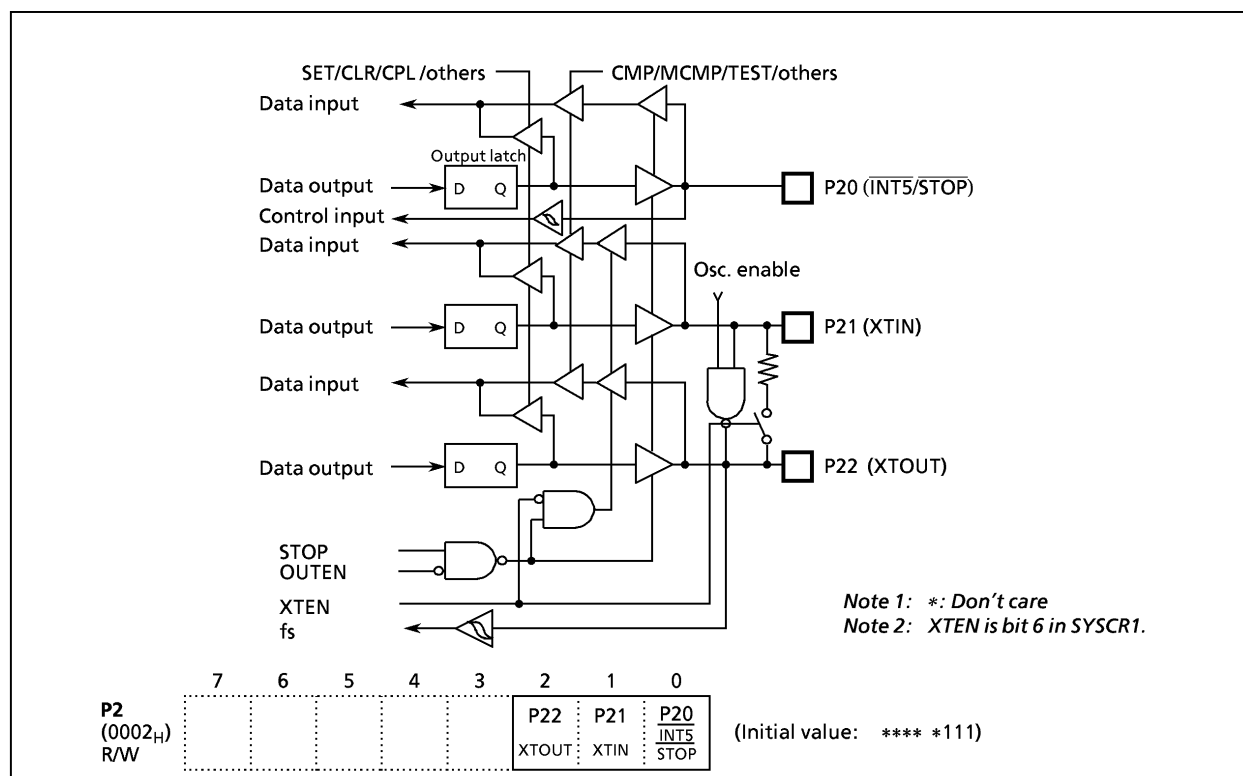 SET/CLR/CPL /others
CMP/MCMP/TEST/others
Data input
Output latch
Data output
D Q
P20 (INT5/STOP)
Control input
Data input
Osc. enable
Data output
D Q
P21 (XTIN)
Data input
Data output
D Q
P22 (XTOUT)
STOP
OUTEN
XTEN
fs
Note 1: *: Don't care
Note 2: XTEN is bit 6 in SYSCR1.
7 6 5 4 3 2 1 0
P2
(0002H)
R/W
P22
XTOUT
P21
XTIN
P20
INT5
STOP
(Initial value: **** *111)